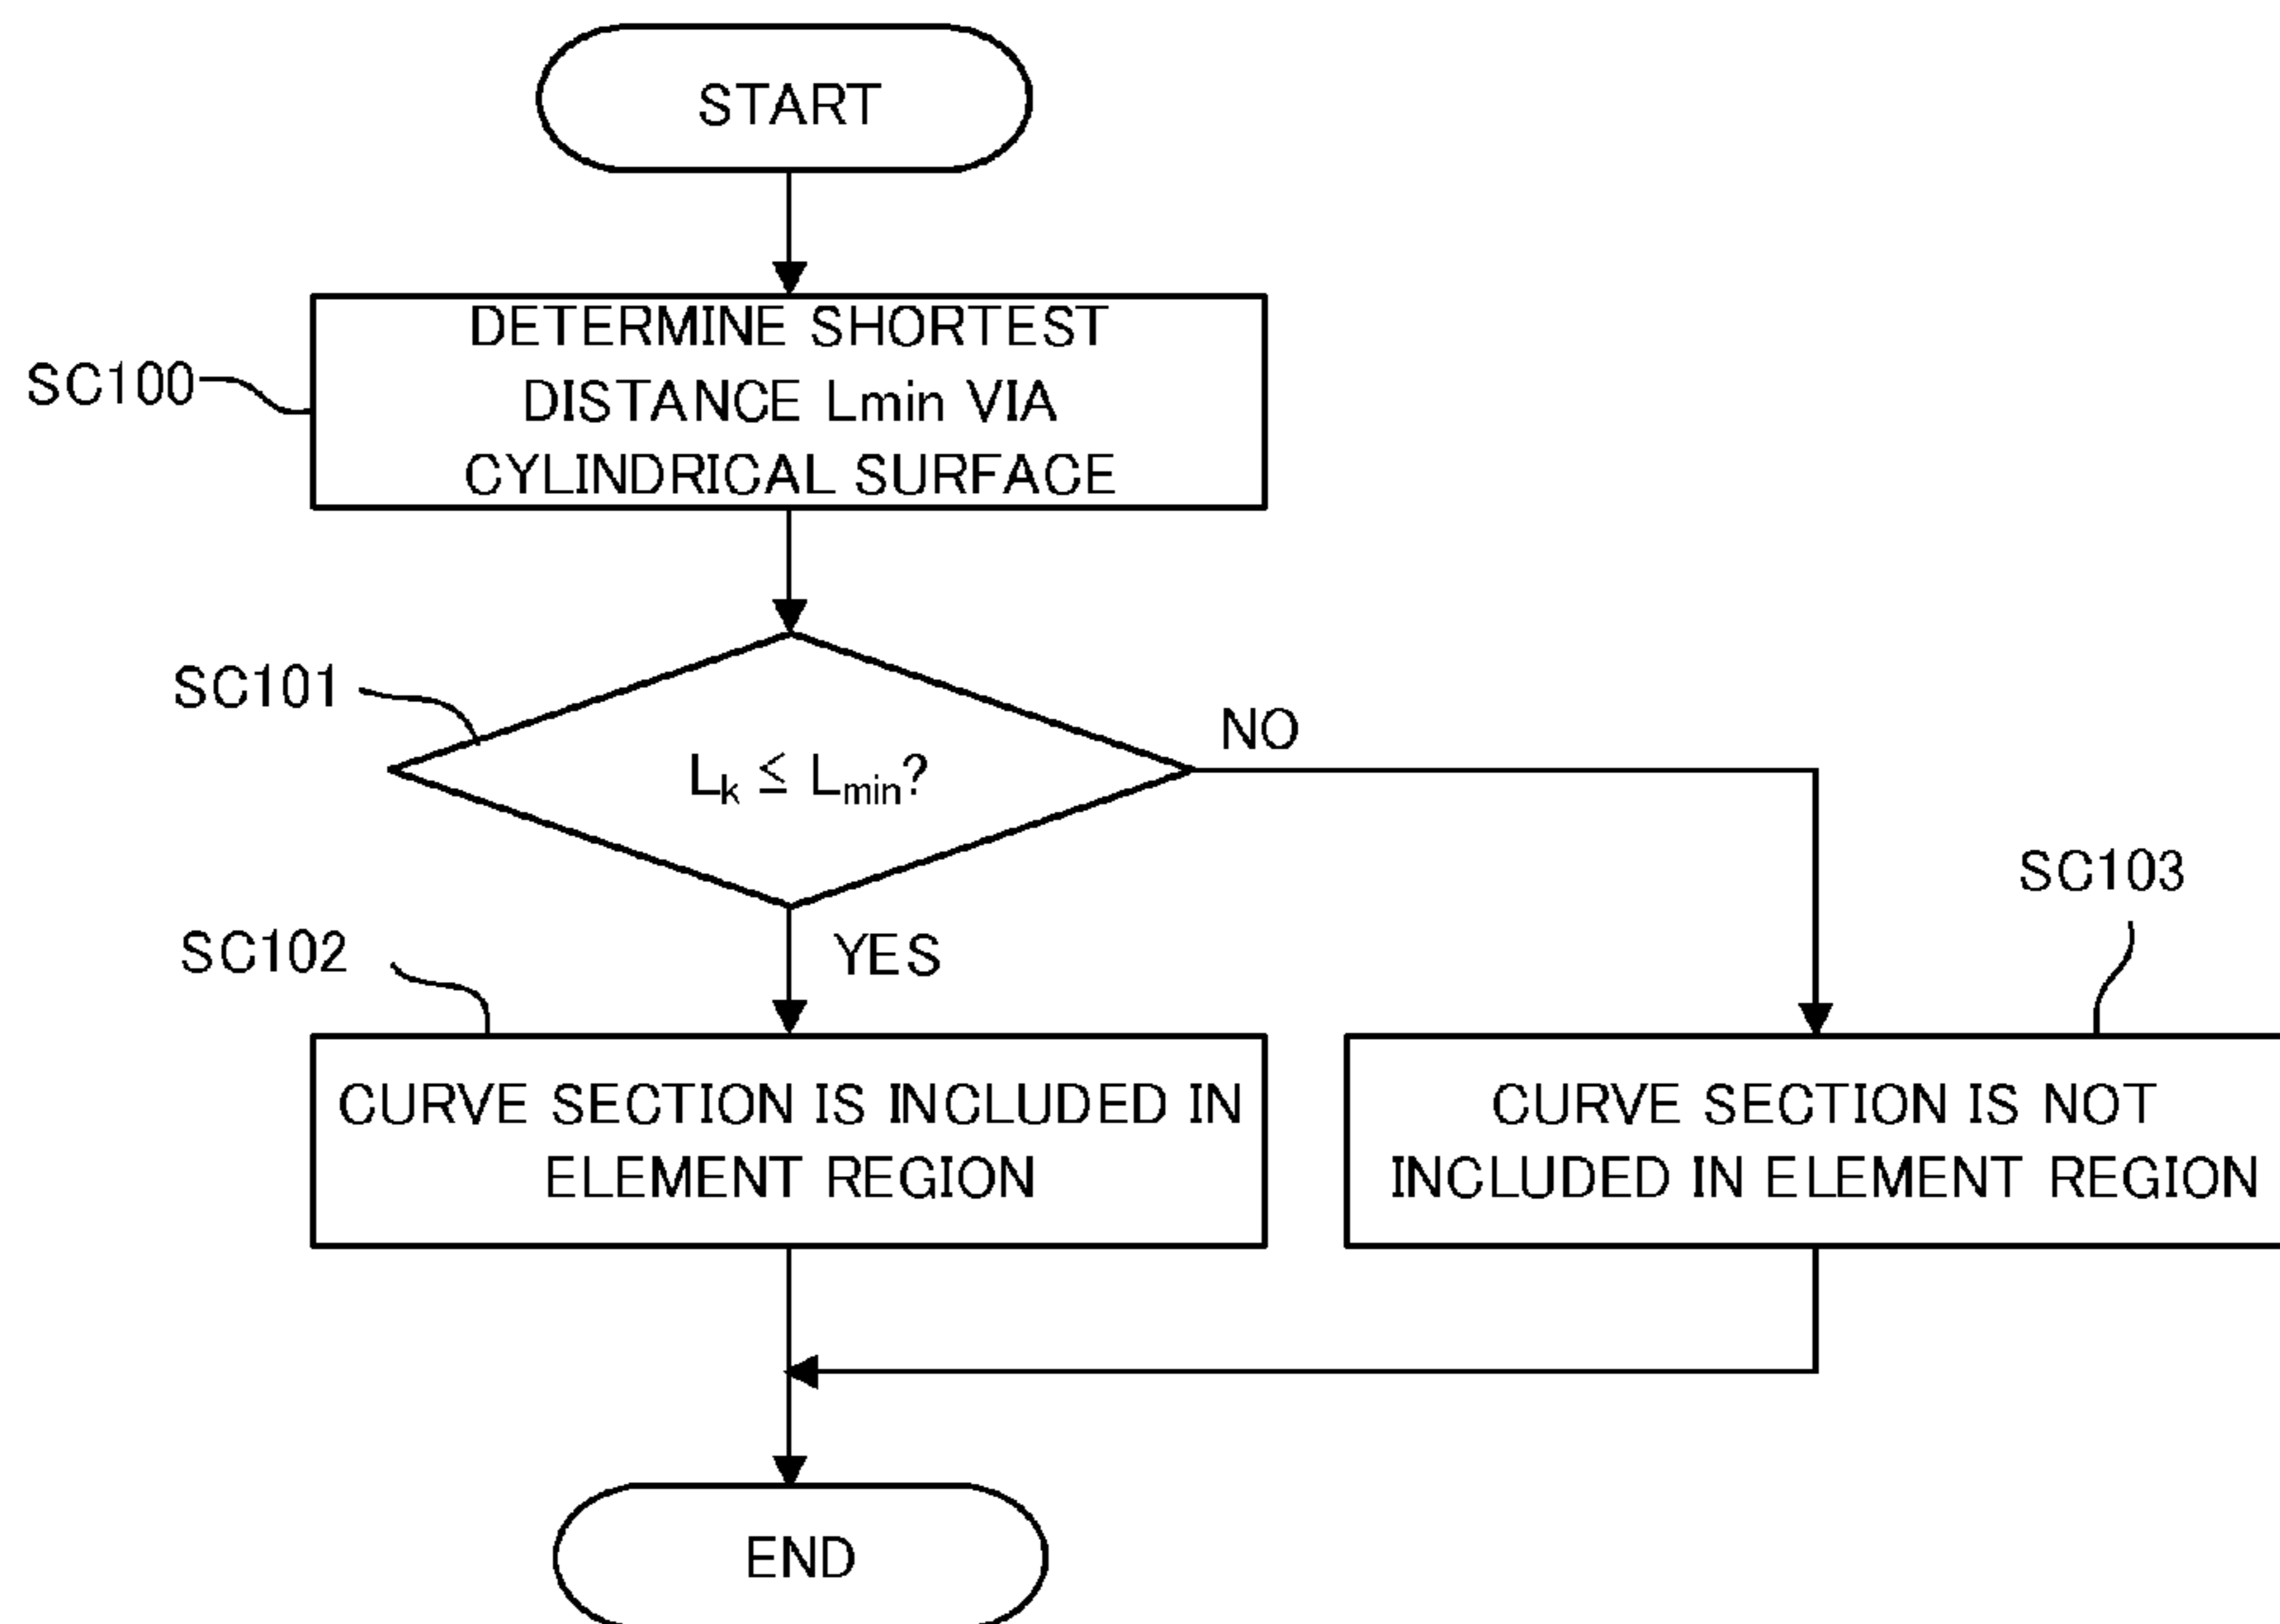 START
SC100
DETERMINE SHORTEST
DISTANCE Lmin VIA
CYLINDRICAL SURFACE
SC101
Lk ≤ Lmin?
NO
YES
SC102
CURVE SECTION IS INCLUDED IN
ELEMENT REGION
SC103
CURVE SECTION IS NOT
INCLUDED IN ELEMENT REGION
END